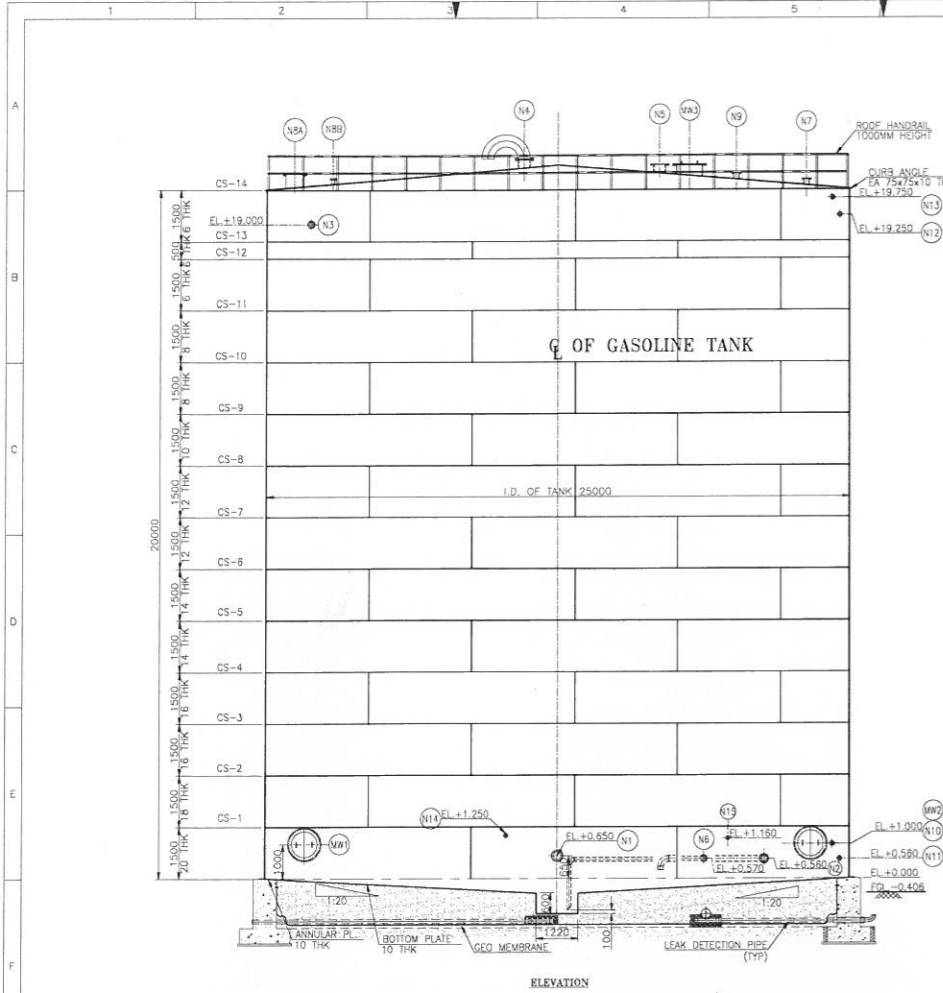 1 2 3 4 5
A
B
C
D
E
F
N8A
N8B
N4
N5
MW3
N9
N7
ROOF HANDRAIL
1000MM HEIGHT
CURB ANGLE
EA 75x75x10
EL.+19.750
N13
EL.+19.250
N12
EL.+19.000
N3
CS-14
CS-13
CS-12
CS-11
CS-10
CS-9
CS-8
CS-7
CS-6
CS-5
CS-4
CS-3
CS-2
CS-1
1500
6 THK
500
6 THK
1500
6 THK
1500
8 THK
1500
8 THK
1500
10 THK
1500
12 THK
1500
12 THK
1500
14 THK
1500
14 THK
1500
16 THK
1500
16 THK
1500
18 THK
1500
20 THK
20000
℄ OF GASOLINE TANK
I.D. OF TANK 25000
N14
EL.+1.250
N15
EL.+1.160
EL.+0.650
N1
N6
EL.+0.570
EL.+0.560
N2
MW1
1000
MW2
EL.+1.000
N10
EL.+0.560
N11
EL.+0.000
FGL -0.406
1:20
1:20
1220
100
ANNULAR PL.
10 THK
BOTTOM PLATE
10 THK
GEO MEMBRANE
LEAK DETECTION PIPE
(TYP)
ELEVATION